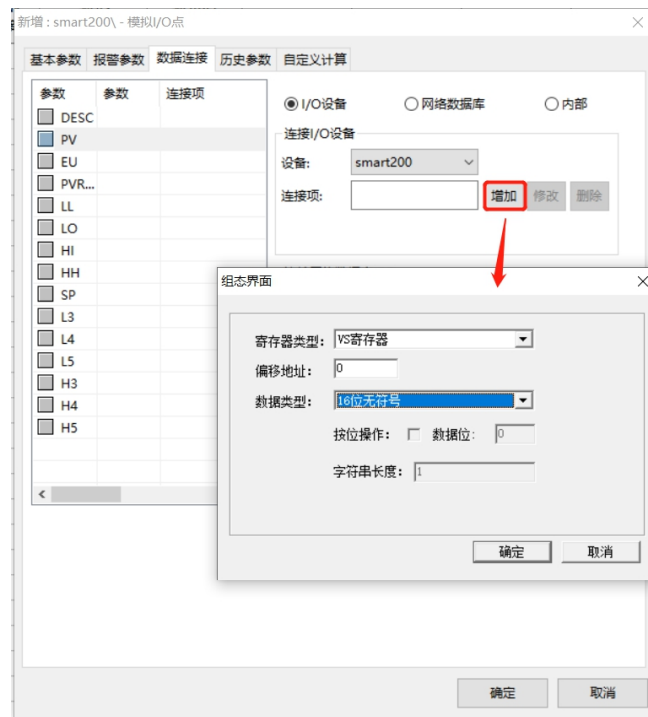 新增 : smart200\ - 模拟I/O点
基本参数 报警参数 数据连接 历史参数 自定义计算
参数 参数 连接项
DESC
PV
EU
PVR...
LL
LO
HI
HH
SP
L3
L4
L5
H3
H4
H5
I/O设备 网络数据库 内部
连接I/O设备
设备: smart200
连接项: 增加 修改 删除
组态界面
寄存器类型: VS寄存器
偏移地址: 0
数据类型: 16位无符号
按位操作: 数据位: 0
字符串长度: 1
确定 取消
确定 取消